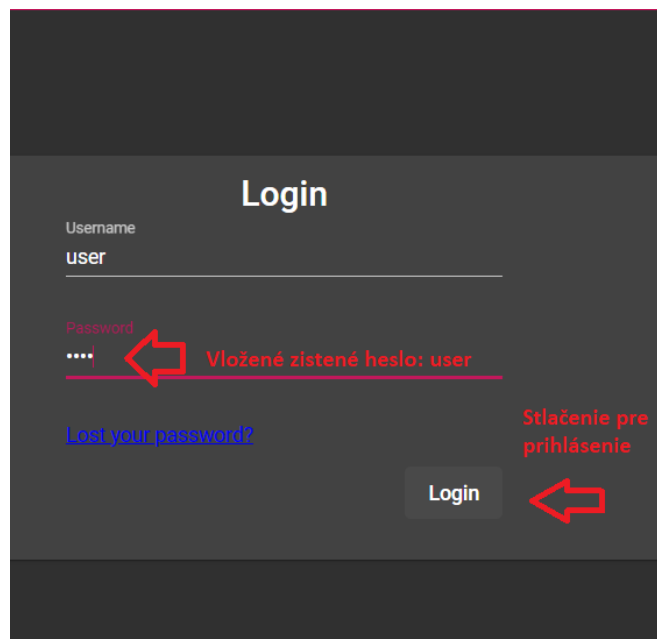 Login
Username
user
Password
••••
Vložené zistené heslo: user
Lost your password?
Stlačenie pre
prihlásenie
Login